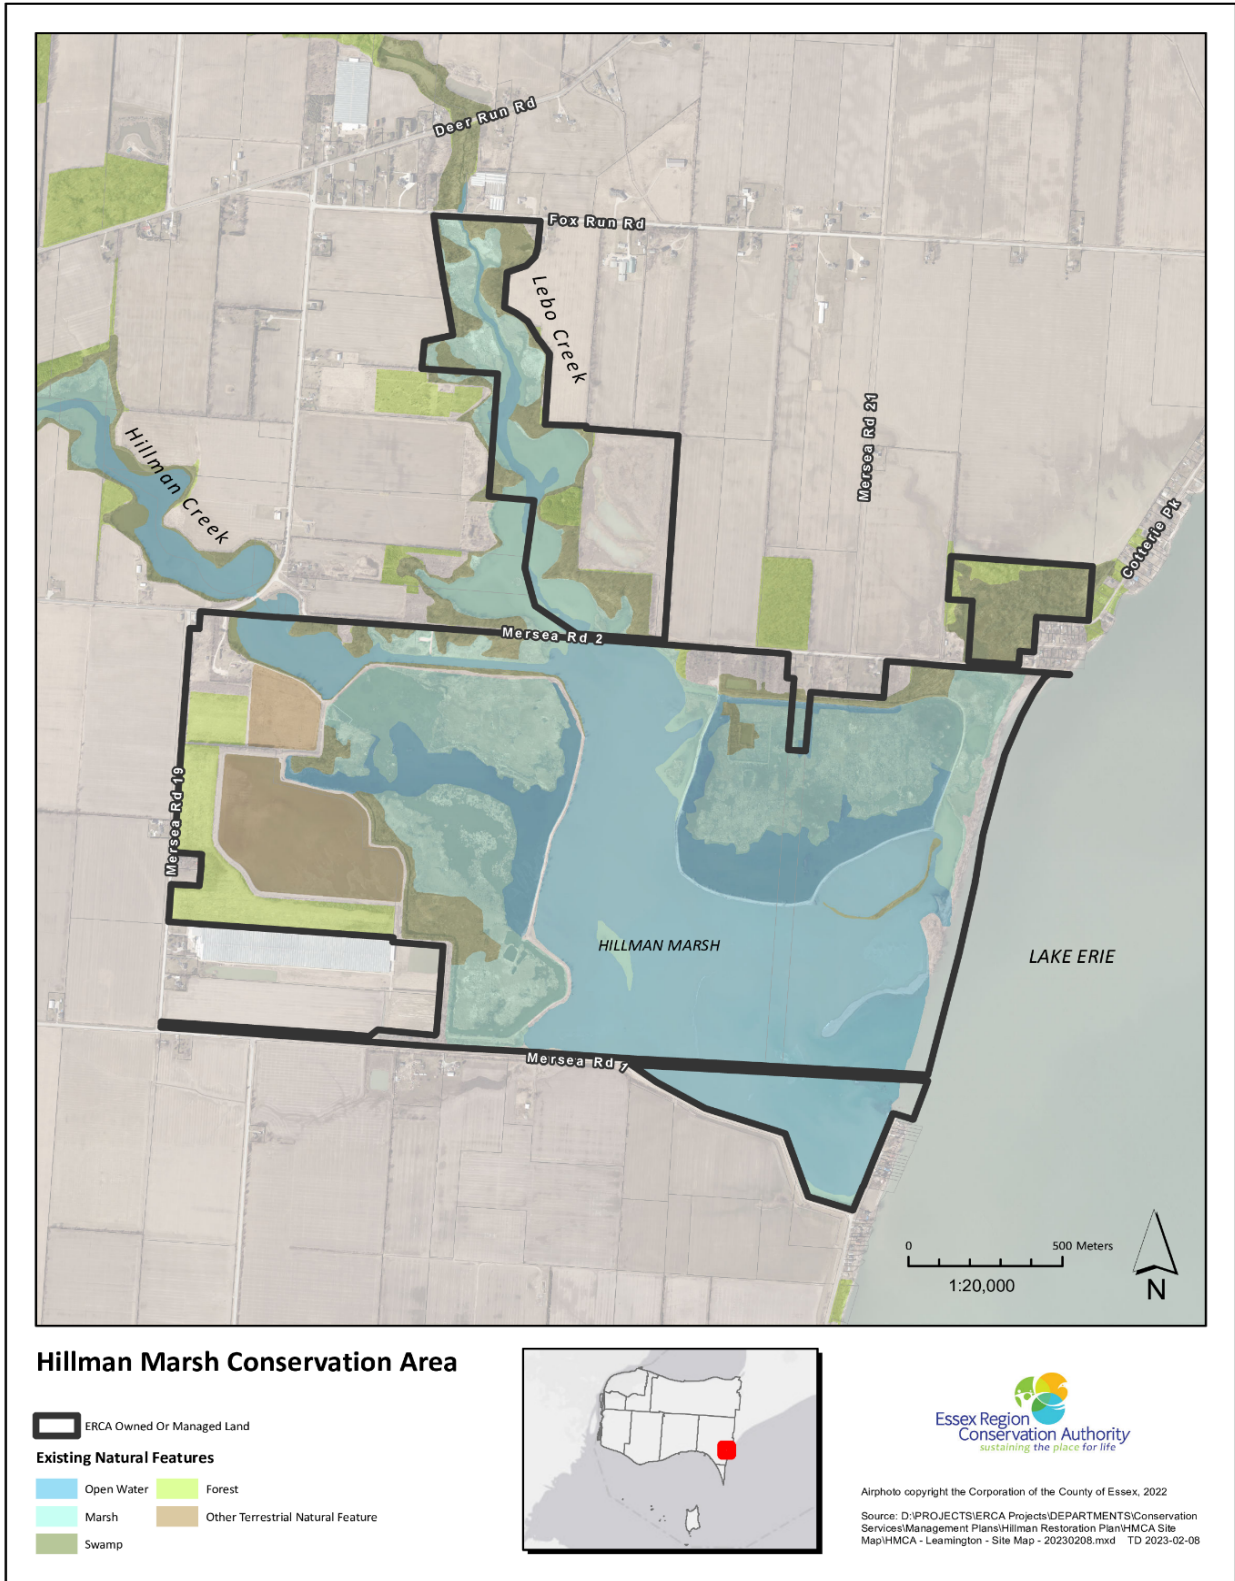 Deer Run Rd
Fox Run Rd
Lebo Creek
Mersea Rd 21
Hillman Creek
Cotterie Pk
Mersea Rd 2
Mersea Rd 19
HILLMAN MARSH
LAKE ERIE
Mersea Rd 1
0 500 Meters
1:20,000
N
Hillman Marsh Conservation Area
ERCA Owned Or Managed Land
Existing Natural Features
Open Water
Forest
Marsh
Other Terrestrial Natural Feature
Swamp
Essex Region
Conservation Authority
sustaining the place for life
Airphoto copyright the Corporation of the County of Essex, 2022
Source: D:\PROJECTS\ERCA Projects\DEPARTMENTS\Conservation
Services\Management Plans\Hillman Restoration Plan\HMCA Site
Map\HMCA - Leamington - Site Map - 20230208.mxd TD 2023-02-08